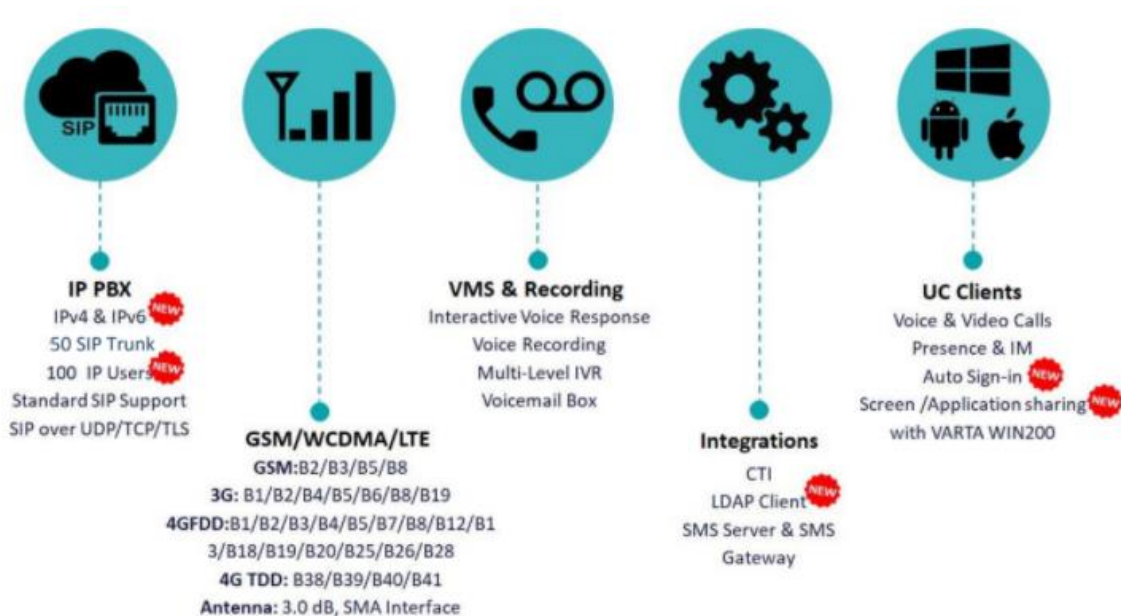 SIP
IP PBX
IPv4 & IPv6 NEW
50 SIP Trunk
100 IP Users NEW
Standard SIP Support
SIP over UDP/TCP/TLS
GSM/WCDMA/LTE
GSM:B2/B3/B5/B8
3G: B1/B2/B4/B5/B6/B8/B19
4GFDD:B1/B2/B3/B4/B5/B7/B8/B12/B1
3/B18/B19/B20/B25/B26/B28
4G TDD: B38/B39/B40/B41
Antenna: 3.0 dB, SMA Interface
VMS & Recording
Interactive Voice Response
Voice Recording
Multi-Level IVR
Voicemail Box
Integrations
CTI
LDAP Client NEW
SMS Server & SMS
Gateway
UC Clients
Voice & Video Calls
Presence & IM
Auto Sign-in NEW
Screen /Application sharing NEW
with VARTA WIN200